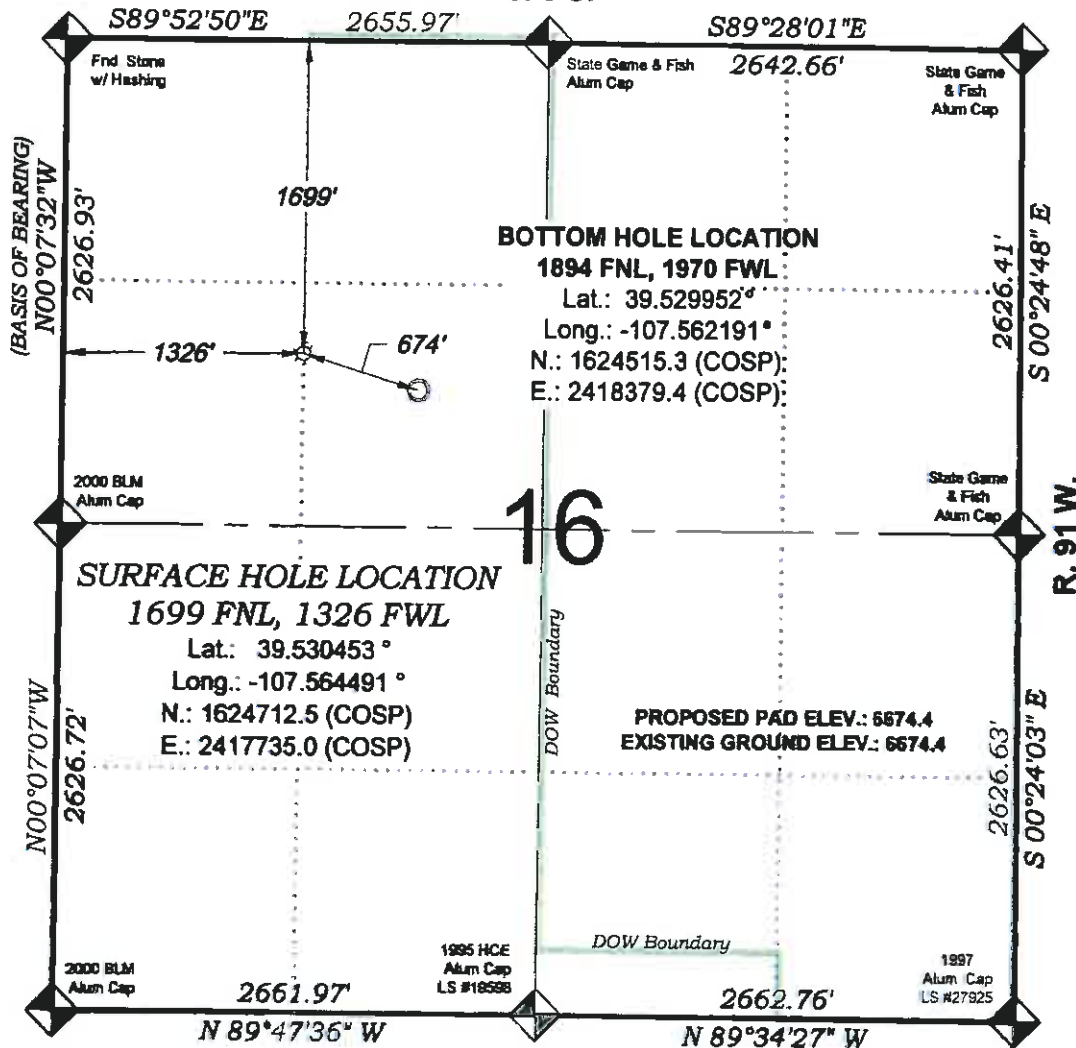 S89°52'50"E 2655.97' S89°28'01"E
2642.66'
Fnd Stone
w/ Hashing
State Game & Fish
Alum Cap
State Game
& Fish
Alum Cap
(BASIS OF BEARING)
N00°07'32"W
2626.93'
1699'
1326'
674'
BOTTOM HOLE LOCATION
1894 FNL, 1970 FWL
Lat.: 39.529952°
Long.: -107.562191°
N.: 1624515.3 (COSP)
E.: 2418379.4 (COSP)
2626.41'
S 00°24'48" E
2000 BLM
Alum Cap
State Game
& Fish
Alum Cap
16
R. 91 W.
SURFACE HOLE LOCATION
1699 FNL, 1326 FWL
Lat.: 39.530453 °
Long.: -107.564491 °
N.: 1624712.5 (COSP)
E.: 2417735.0 (COSP)
DOW Boundary
PROPOSED PAD ELEV.: 6674.4
EXISTING GROUND ELEV.: 6674.4
N00°07'07"W
2626.72'
2626.63'
S 00°24'03" E
DOW Boundary
2000 BLM
Alum Cap
1995 HCE
Alum Cap
LS #19598
1997
Alum Cap
LS #27925
2661.97'
N 89°47'36" W
2662.76'
N 89°34'27" W